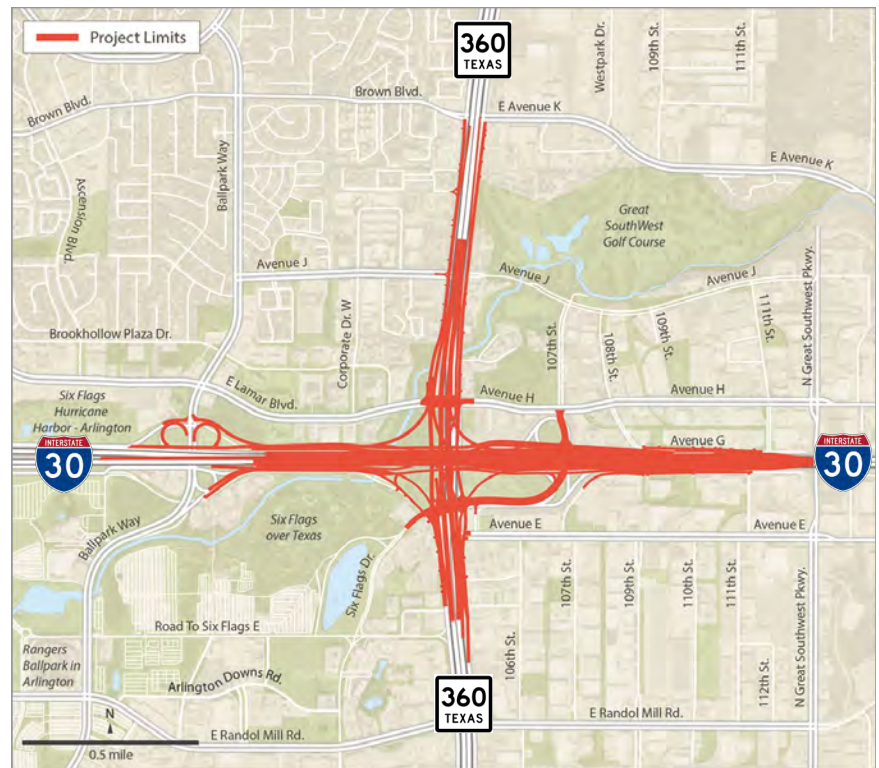 Project Limits
360
TEXAS
Westpark Dr.
109th St.
111th St.
Brown Blvd.
Brown Blvd.
E Avenue K
E Avenue K
Ascension Blvd.
Ballpark Way
Great
SouthWest
Golf Course
Avenue J
Avenue J
Avenue J
N Great Southwest Pkwy.
Brookhollow Plaza Dr.
Corporate Dr. W
107th St.
108th St.
109th St.
111th St.
Six Flags
Hurricane
Harbor - Arlington
E Lamar Blvd.
Avenue H
Avenue H
INTERSTATE
30
Avenue G
INTERSTATE
30
Ballpark Way
Six Flags
over Texas
Avenue E
Avenue E
Six Flags Dr.
107th St.
109th St.
110th St.
111th St.
Road To Six Flags E
106th St.
112th St.
N Great Southwest Pkwy.
Rangers
Ballpark in
Arlington
Arlington Downs Rd.
360
TEXAS
N
E Randol Mill Rd.
E Randol Mill Rd.
0.5 mile